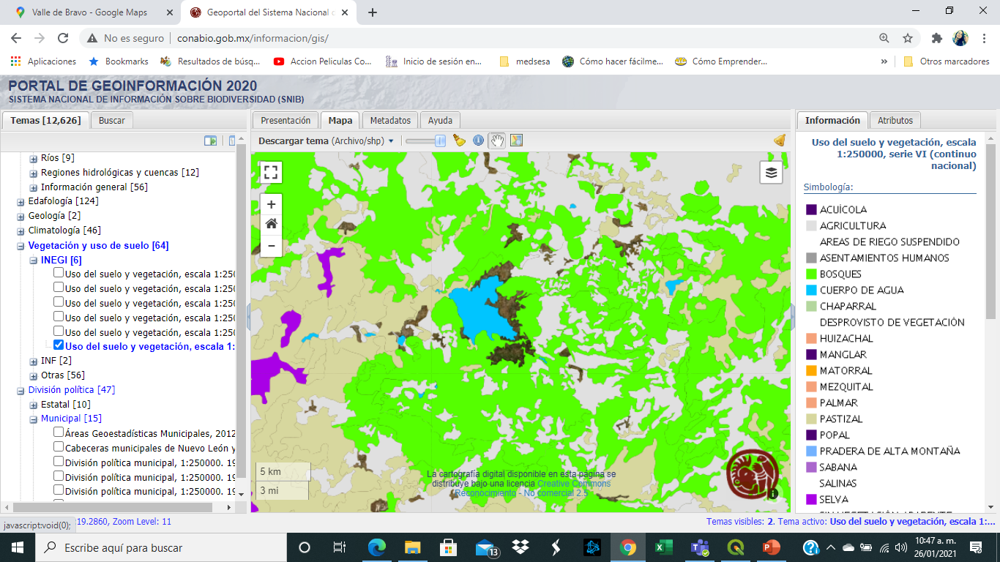 Valle de Bravo - Google Maps
Geoportal del Sistema Nacional
No es seguro
conabio.gob.mx/informacion/gis/
Aplicaciones
Bookmarks
Resultados de búsq...
Accion Peliculas Co...
Inicio de sesión en...
medsesa
Cómo hacer fácilme...
Cómo Emprender...
»
Otros marcadores
PORTAL DE GEOINFORMACIÓN 2020
SISTEMA NACIONAL DE INFORMACIÓN SOBRE BIODIVERSIDAD (SNIB)
Temas [12,626]
Buscar
Ríos [9]
Regiones hidrológicas y cuencas [12]
Información general [56]
Edafología [124]
Geología [2]
Climatología [46]
Vegetación y uso de suelo [64]
INEGI [6]
Uso del suelo y vegetación, escala 1:250
Uso del suelo y vegetación, escala 1:250
Uso del suelo y vegetación, escala 1:250
Uso del suelo y vegetación, escala 1:250
Uso del suelo y vegetación, escala 1:250
Uso del suelo y vegetación, escala 1:
INF [2]
Otras [56]
División política [47]
Estatal [10]
Municipal [15]
Áreas Geoestadísticas Municipales, 2012
Cabeceras municipales de Nuevo León y
División política municipal, 1:250000. 19
División política municipal, 1:250000. 19
División política municipal, 1:250000. 19
Presentación
Mapa
Metadatos
Ayuda
Descargar tema (Archivo/shp)
+
−
5 km
3 mi
La cartografía digital disponible en esta página se
distribuye bajo una licencia Creative Commons
Reconocimiento - No comercial 2.5
Información
Atributos
Uso del suelo y vegetación, escala
1:250000, serie VI (continuo
nacional)
Simbología:
ACUÍCOLA
AGRICULTURA
AREAS DE RIEGO SUSPENDIDO
ASENTAMIENTOS HUMANOS
BOSQUES
CUERPO DE AGUA
CHAPARRAL
DESPROVISTO DE VEGETACIÓN
HUIZACHAL
MANGLAR
MATORRAL
MEZQUITAL
PALMAR
PASTIZAL
POPAL
PRADERA DE ALTA MONTAÑA
SABANA
SALINAS
SELVA
SIN VEGETACIÓN APARENTE
javascript:void(0);
19.2860, Zoom Level: 11
Temas visibles: 2. Tema activo: Uso del suelo y vegetación, escala 1:...
Escribe aquí para buscar
13
10:47 a. m.
26/01/2021